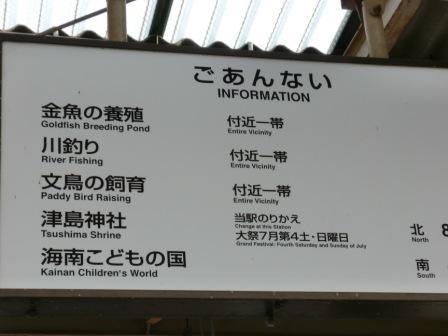 ごあんない
INFORMATION
金魚の養殖
Goldfish Breeding Pond
付近一帯
Entire Vicinity
川釣り
River Fishing
付近一帯
Entire Vicinity
文鳥の飼育
Paddy Bird Raising
付近一帯
Entire Vicinity
津島神社
Tsushima Shrine
当駅のりかえ
Change at this Station
大祭7月第4土·日曜日
Grand Festival: Fourth Saturday and Sunday of July
北 8
North
海南こどもの国
Kainan Children's World
南
South